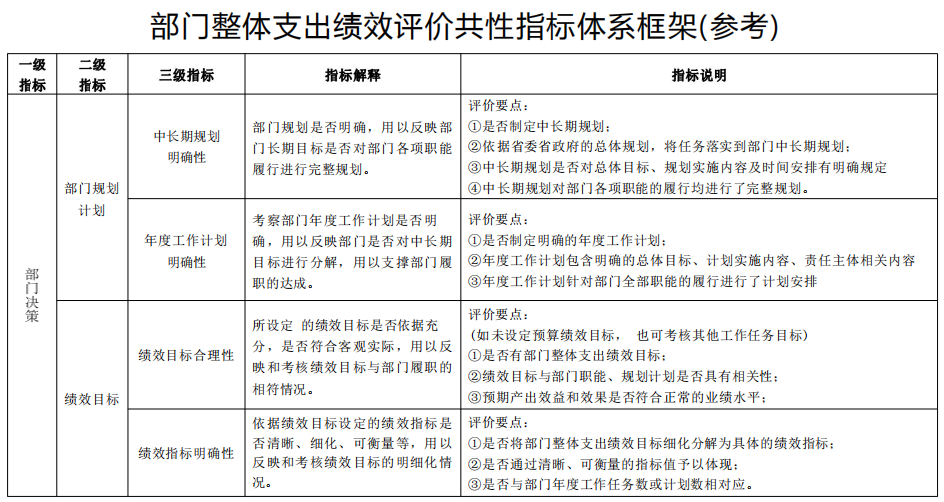 部门整体支出绩效评价共性指标体系框架(参考)
一级
指标
二级
指标
三级指标
指标解释
指标说明
部门决策
部门规划
计划
中长期规划
明确性
部门规划是否明确，用以反映部
门长期目标是否对部门各项职能
履行进行完整规划。
评价要点：
①是否制定中长期规划；
②依据省委省政府的总体规划，将任务落实到部门中长期规划；
③中长期规划是否对总体目标、规划实施内容及时间安排有明确规定
④中长期规划对部门各项职能的履行均进行了完整规划。
年度工作计划
明确性
考察部门年度工作计划是否明
确，用以反映部门是否对中长期
目标进行分解，用以支撑部门履
职的达成。
评价要点：
①是否制定明确的年度工作计划；
②年度工作计划包含明确的总体目标、计划实施内容、责任主体相关内容
③年度工作计划针对部门全部职能的履行进行了计划安排
绩效目标
绩效目标合理性
所设定 的绩效目标是否依据充
分，是否符合客观实际，用以反
映和考核绩效目标与部门履职的
相符情况。
评价要点：
(如未设定预算绩效目标， 也可考核其他工作任务目标)
①是否有部门整体支出绩效目标；
②绩效目标与部门职能、规划计划是否具有相关性；
③预期产出效益和效果是否符合正常的业绩水平；
绩效指标明确性
依据绩效目标设定的绩效指标是
否清晰、细化、可衡量等，用以
反映和考核绩效目标的明细化情
况。
评价要点：
①是否将部门整体支出绩效目标细化分解为具体的绩效指标；
②是否通过清晰、可衡量的指标值予以体现；
③是否与部门年度工作任务数或计划数相对应。